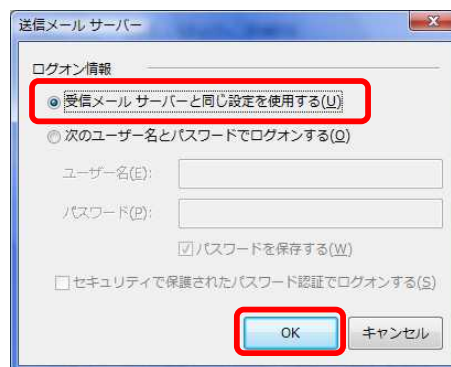 送信メール サーバー
ログオン情報
受信メール サーバーと同じ設定を使用する(U)
次のユーザー名とパスワードでログオンする(O)
ユーザー名(E):
パスワード(P):
パスワードを保存する(W)
セキュリティで保護されたパスワード認証でログオンする(S)
OK
キャンセル